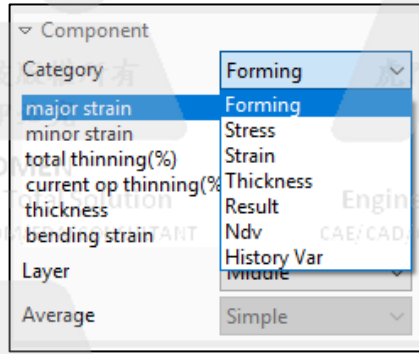 Component
Category Forming
major strain Forming
minor strain Stress
total thinning(%) Strain
current op thinning(% Thickness
thickness Result
bending strain Ndv
History Var
Layer Middle
Average Simple